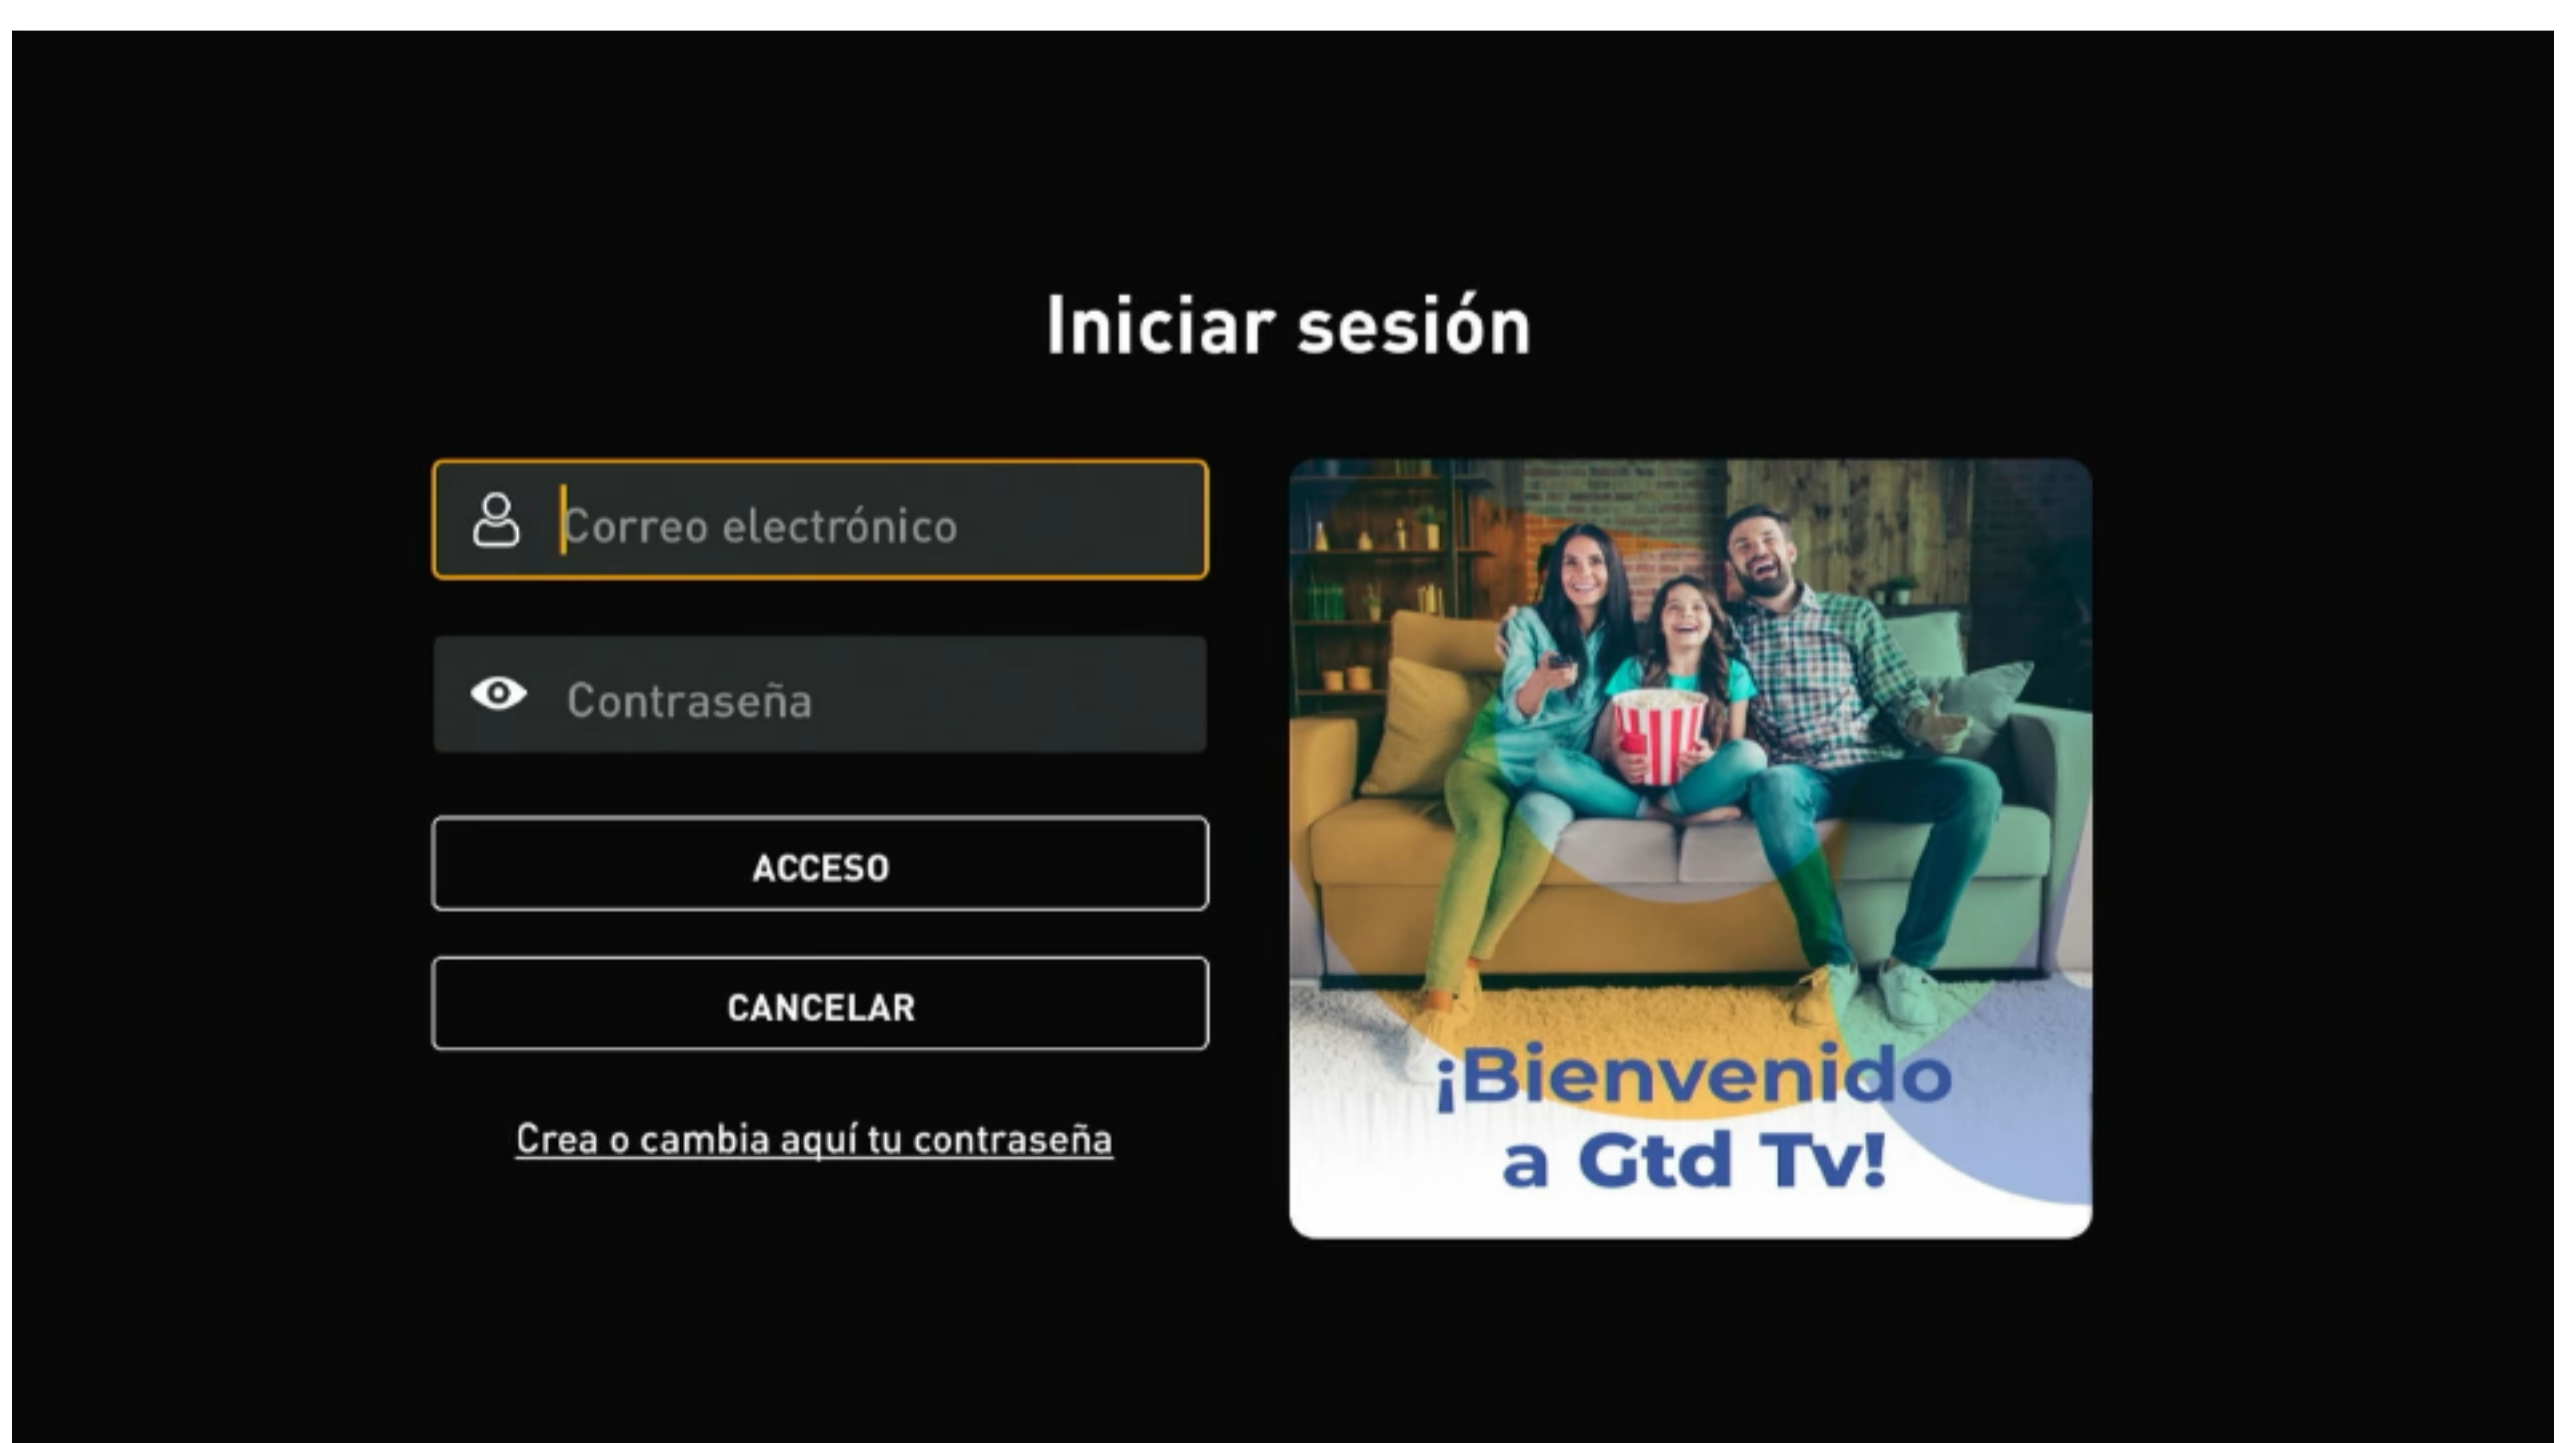 Iniciar sesión
Correo electrónico
Contraseña
ACCESO
CANCELAR
Crea o cambia aquí tu contraseña
¡Bienvenido
a Gtd Tv!